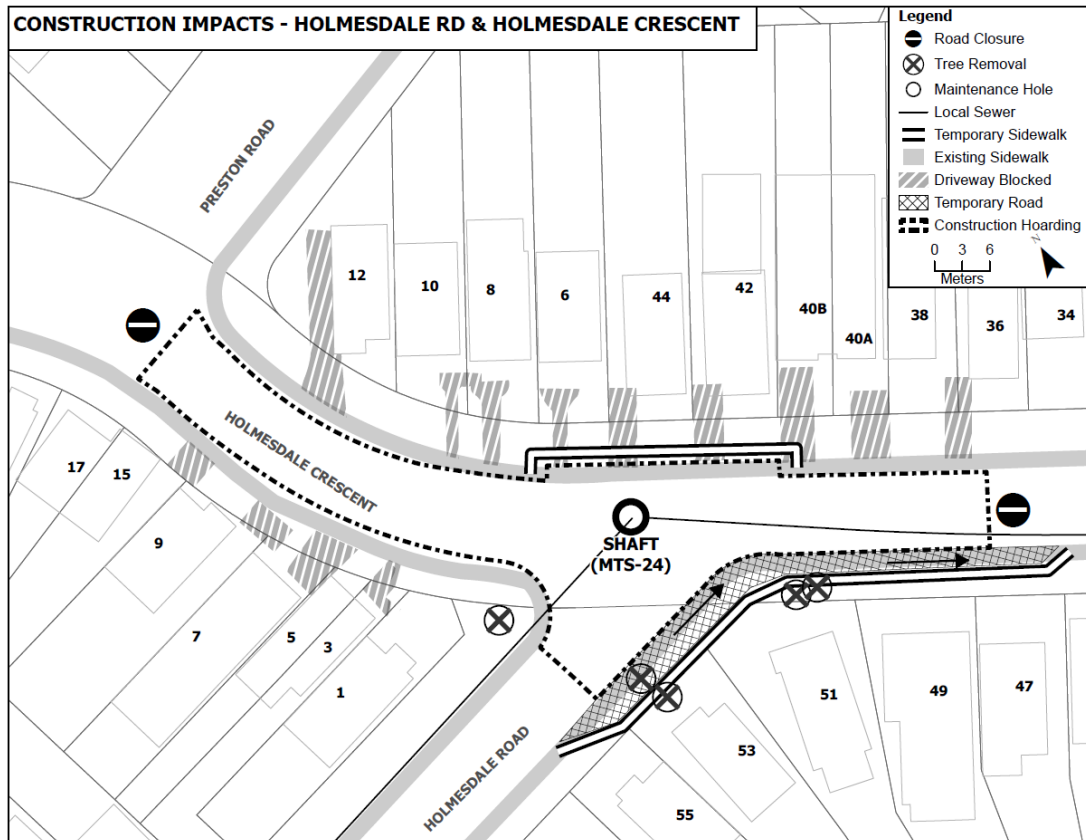 CONSTRUCTION IMPACTS - HOLMESDALE RD & HOLMESDALE CRESCENT
Legend
Road Closure
Tree Removal
Maintenance Hole
Local Sewer
Temporary Sidewalk
Existing Sidewalk
Driveway Blocked
Temporary Road
Construction Hoarding
0 3 6
Meters
N
PRESTON ROAD
12
10
8
6
44
42
40B
40A
38
36
34
HOLMESDALE CRESCENT
17
15
9
7
5
3
1
SHAFT
(MTS-24)
HOLMESDALE ROAD
51
49
47
53
55